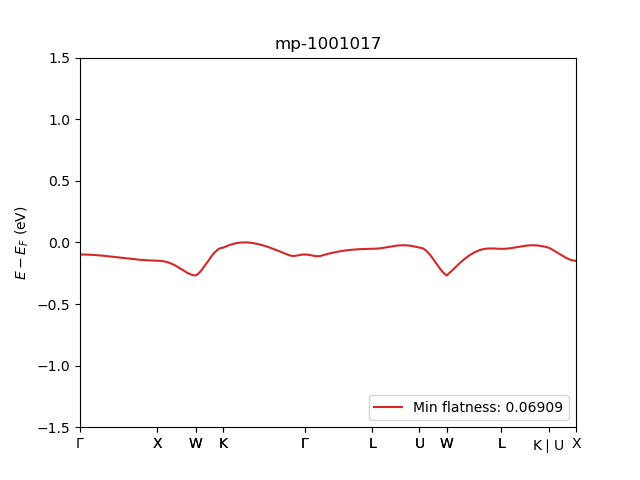 mp-1001017
1.5
1.0
0.5
0.0
−0.5
−1.0
−1.5
E − E_F (eV)
Min flatness: 0.06909
Γ X W K Γ L U W L K | U X